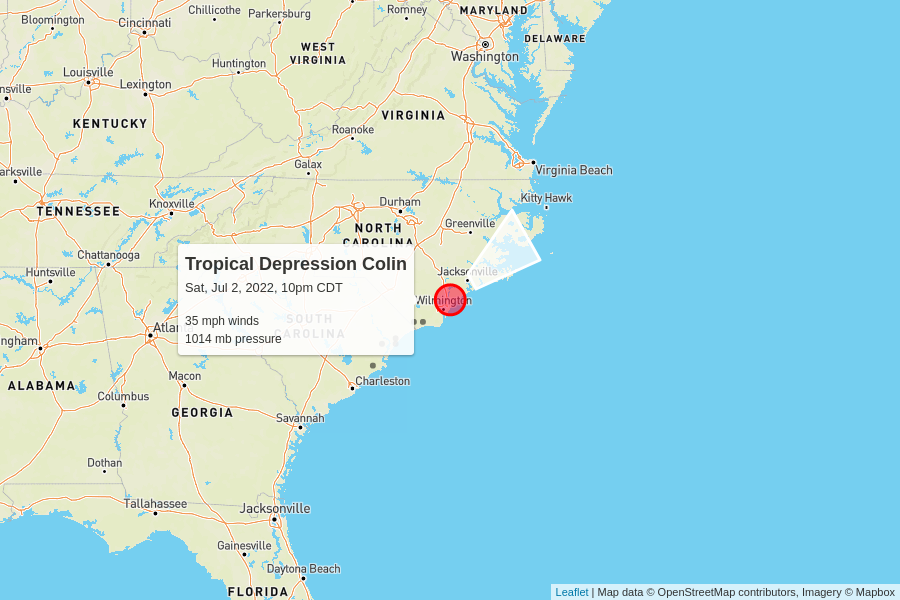 Bloomington
Chillicothe
Parkersburg
Romney
MARYLAND
Cincinnati
DELAWARE
WEST
VIRGINIA
Washington
Huntington
Louisville
nsville
Lexington
VIRGINIA
KENTUCKY
Roanoke
Galax
Virginia Beach
arksville
Kitty Hawk
Knoxville
Durham
TENNESSEE
Greenville
NORTH
CAROLINA
Chattanooga
Huntsville
Jacksonville
Tropical Depression Colin
Sat, Jul 2, 2022, 10pm CDT
35 mph winds
1014 mb pressure
Wilmington
SOUTH
CAROLINA
Atlan
ngham
Macon
Charleston
ALABAMA
Columbus
GEORGIA
Savannah
Dothan
Tallahassee
Jacksonville
Gainesville
Daytona Beach
FLORIDA
Leaflet | Map data © OpenStreetMap contributors, Imagery © Mapbox